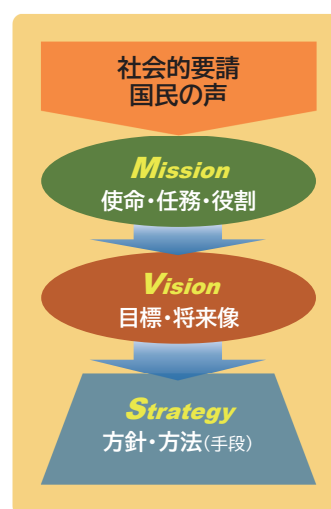 社会的要請
国民の声
Mission
使命・任務・役割
Vision
目標・将来像
Strategy
方針・方法(手段)